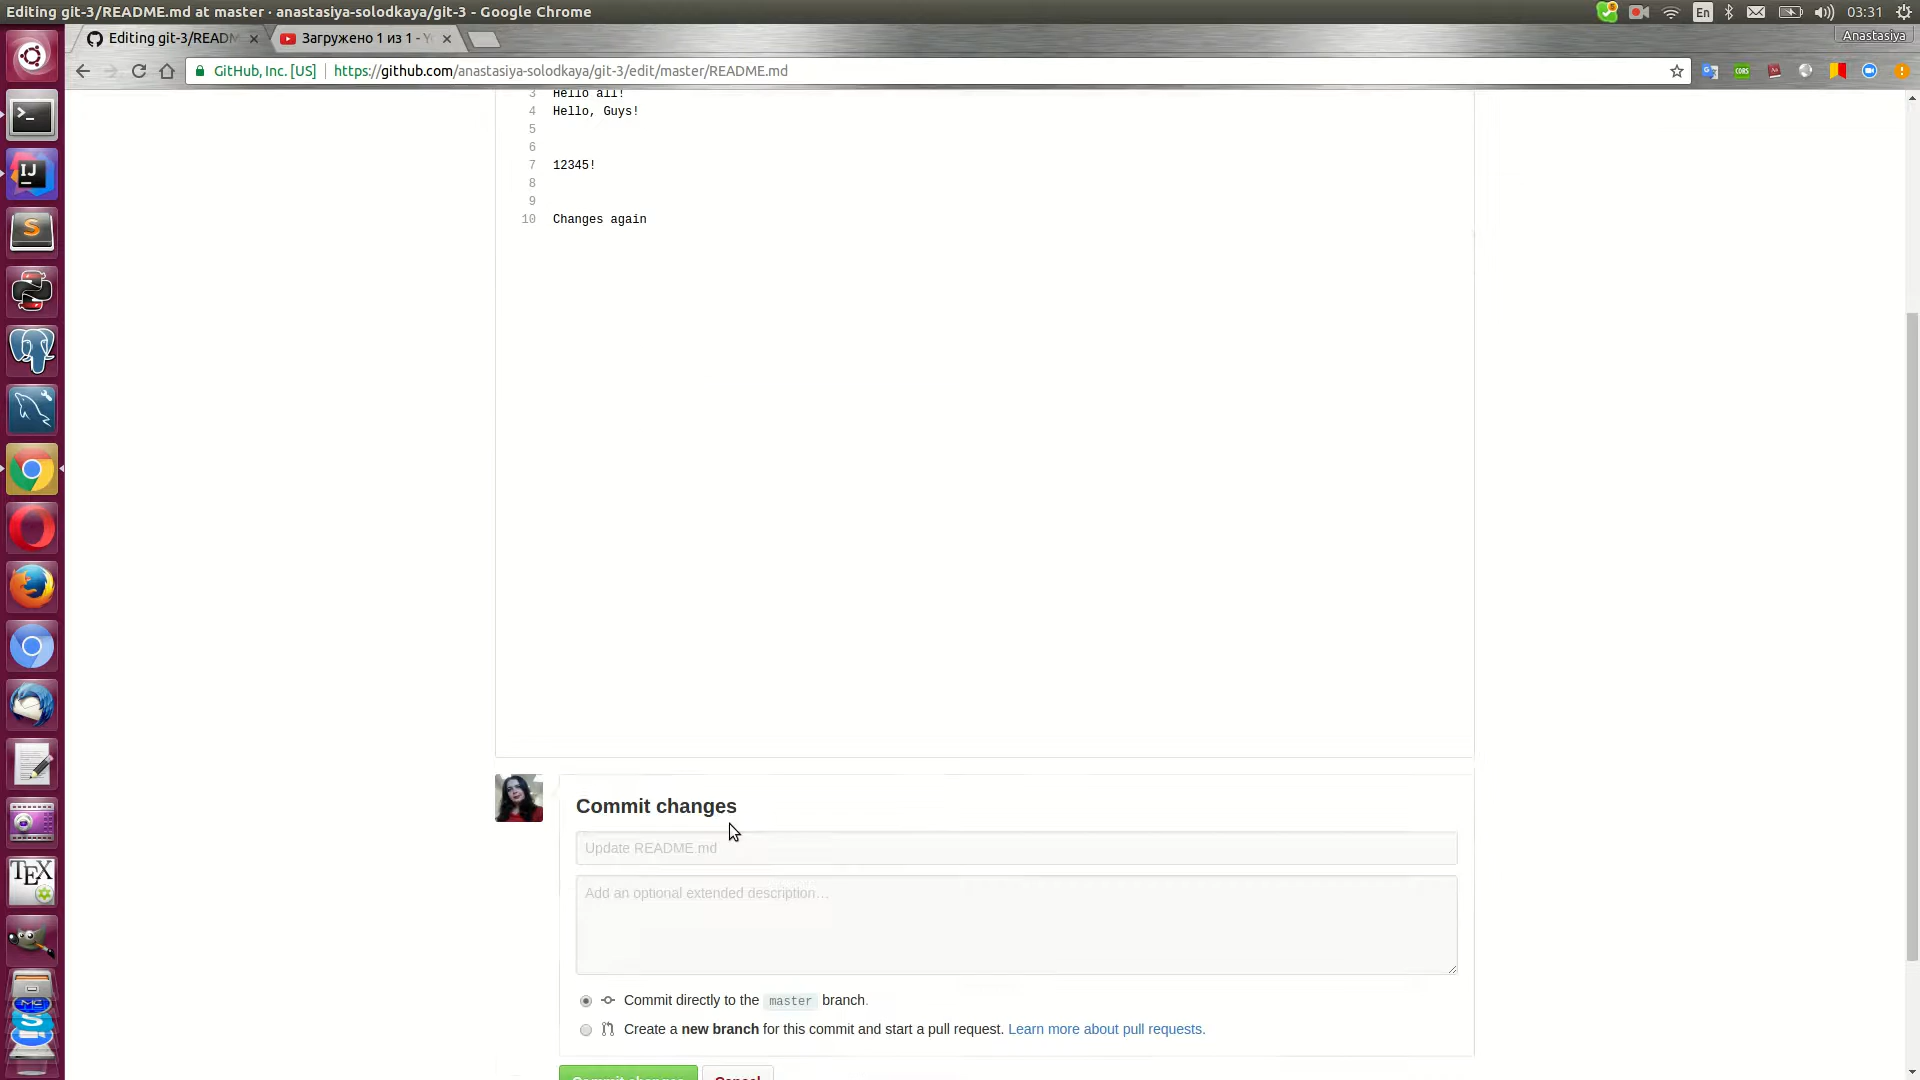 Editing git-3/README.md at master · anastasiya-solodkaya/git-3 - Google Chrome
En
03:31
Editing git-3/READM
Загружено 1 из 1 - Y
Anastasiya
GitHub, Inc. [US]
https://github.com/anastasiya-solodkaya/git-3/edit/master/README.md
3 Hello all!
4 Hello, Guys!
5
6
7 12345!
8
9
10 Changes again
Commit changes
Update README.md
Add an optional extended description…
Commit directly to the master branch.
Create a new branch for this commit and start a pull request. Learn more about pull requests.
Commit changes
Cancel